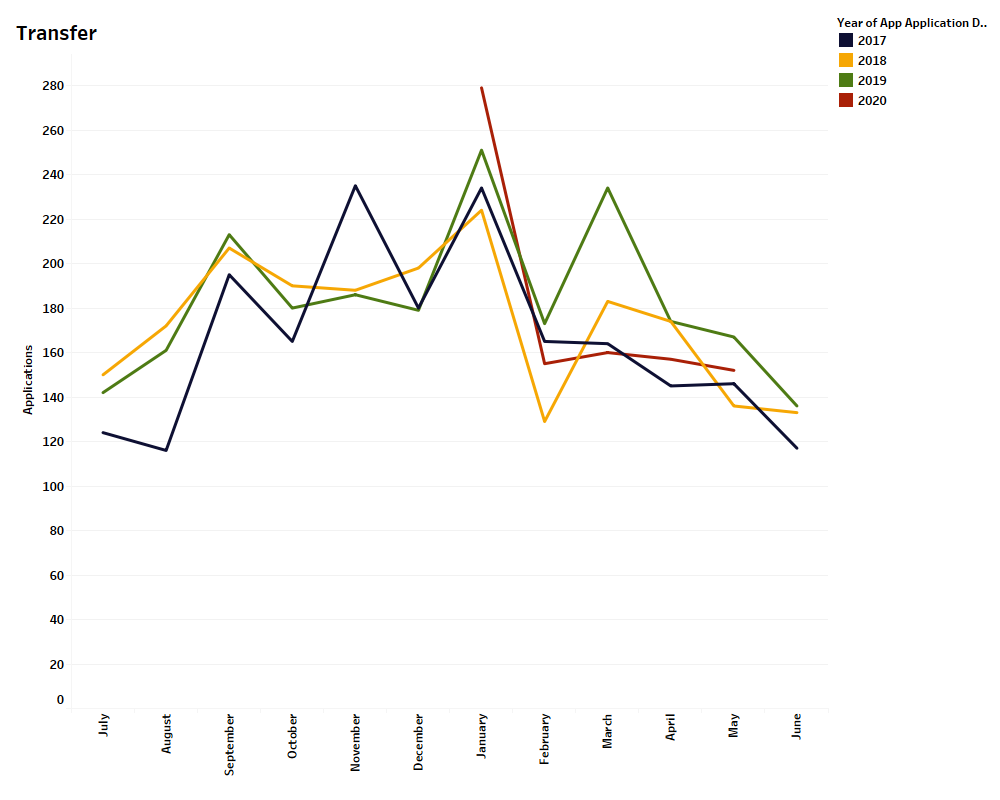 Transfer
Year of App Application D..
2017
2018
2019
2020
Applications
280
260
240
220
200
180
160
140
120
100
80
60
40
20
0
July
August
September
October
November
December
January
February
March
April
May
June